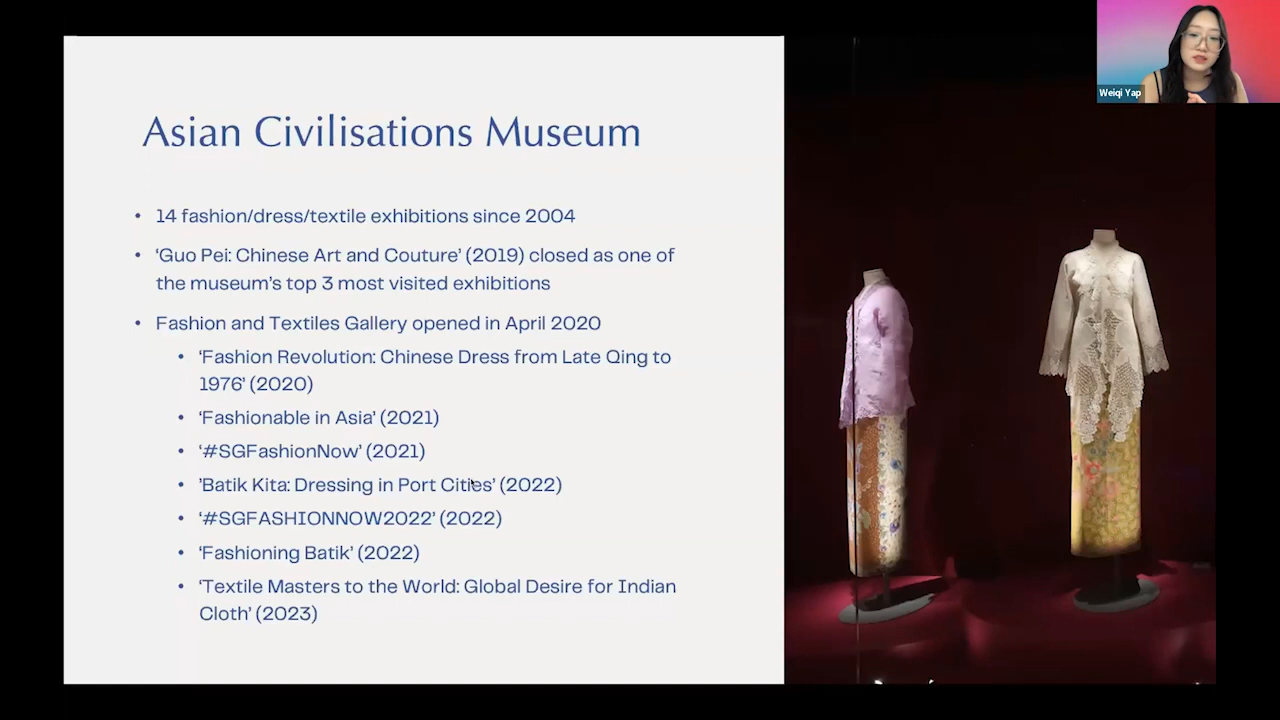 Asian Civilisations Museum
• 14 fashion/dress/textile exhibitions since 2004
• ‘Guo Pei: Chinese Art and Couture’ (2019) closed as one of
the museum’s top 3 most visited exhibitions
• Fashion and Textiles Gallery opened in April 2020
• ‘Fashion Revolution: Chinese Dress from Late Qing to
1976’ (2020)
• ‘Fashionable in Asia’ (2021)
• ‘#SGFashionNow’ (2021)
• ’Batik Kita: Dressing in Port Cities’ (2022)
• ‘#SGFASHIONNOW2022’ (2022)
• ‘Fashioning Batik’ (2022)
• ‘Textile Masters to the World: Global Desire for Indian
Cloth’ (2023)
Weiqi Yap